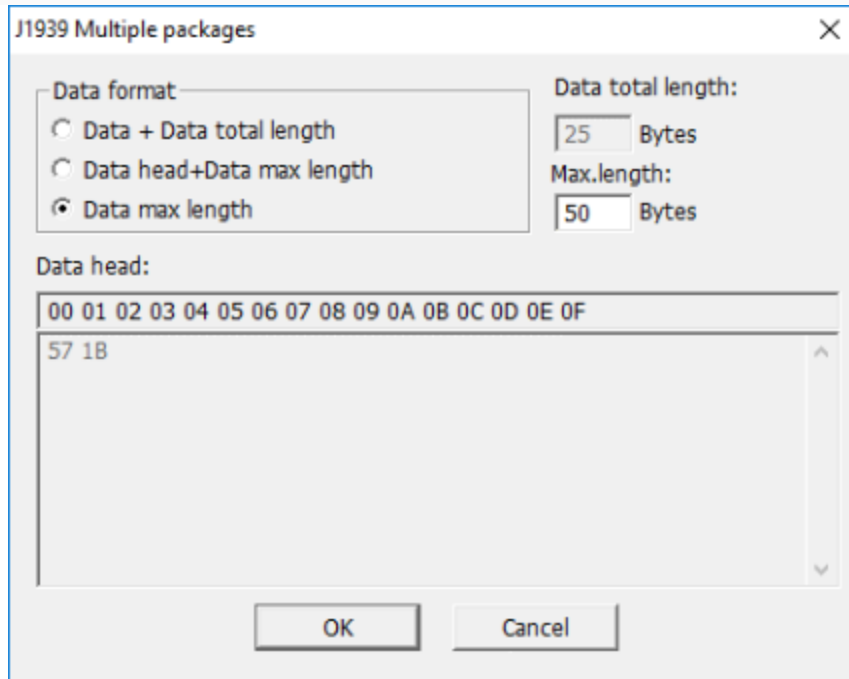 J1939 Multiple packages
Data format
Data + Data total length
Data head+Data max length
Data max length
Data total length:
25 Bytes
Max.length:
50 Bytes
Data head:
00 01 02 03 04 05 06 07 08 09 0A 0B 0C 0D 0E 0F
57 1B
OK Cancel